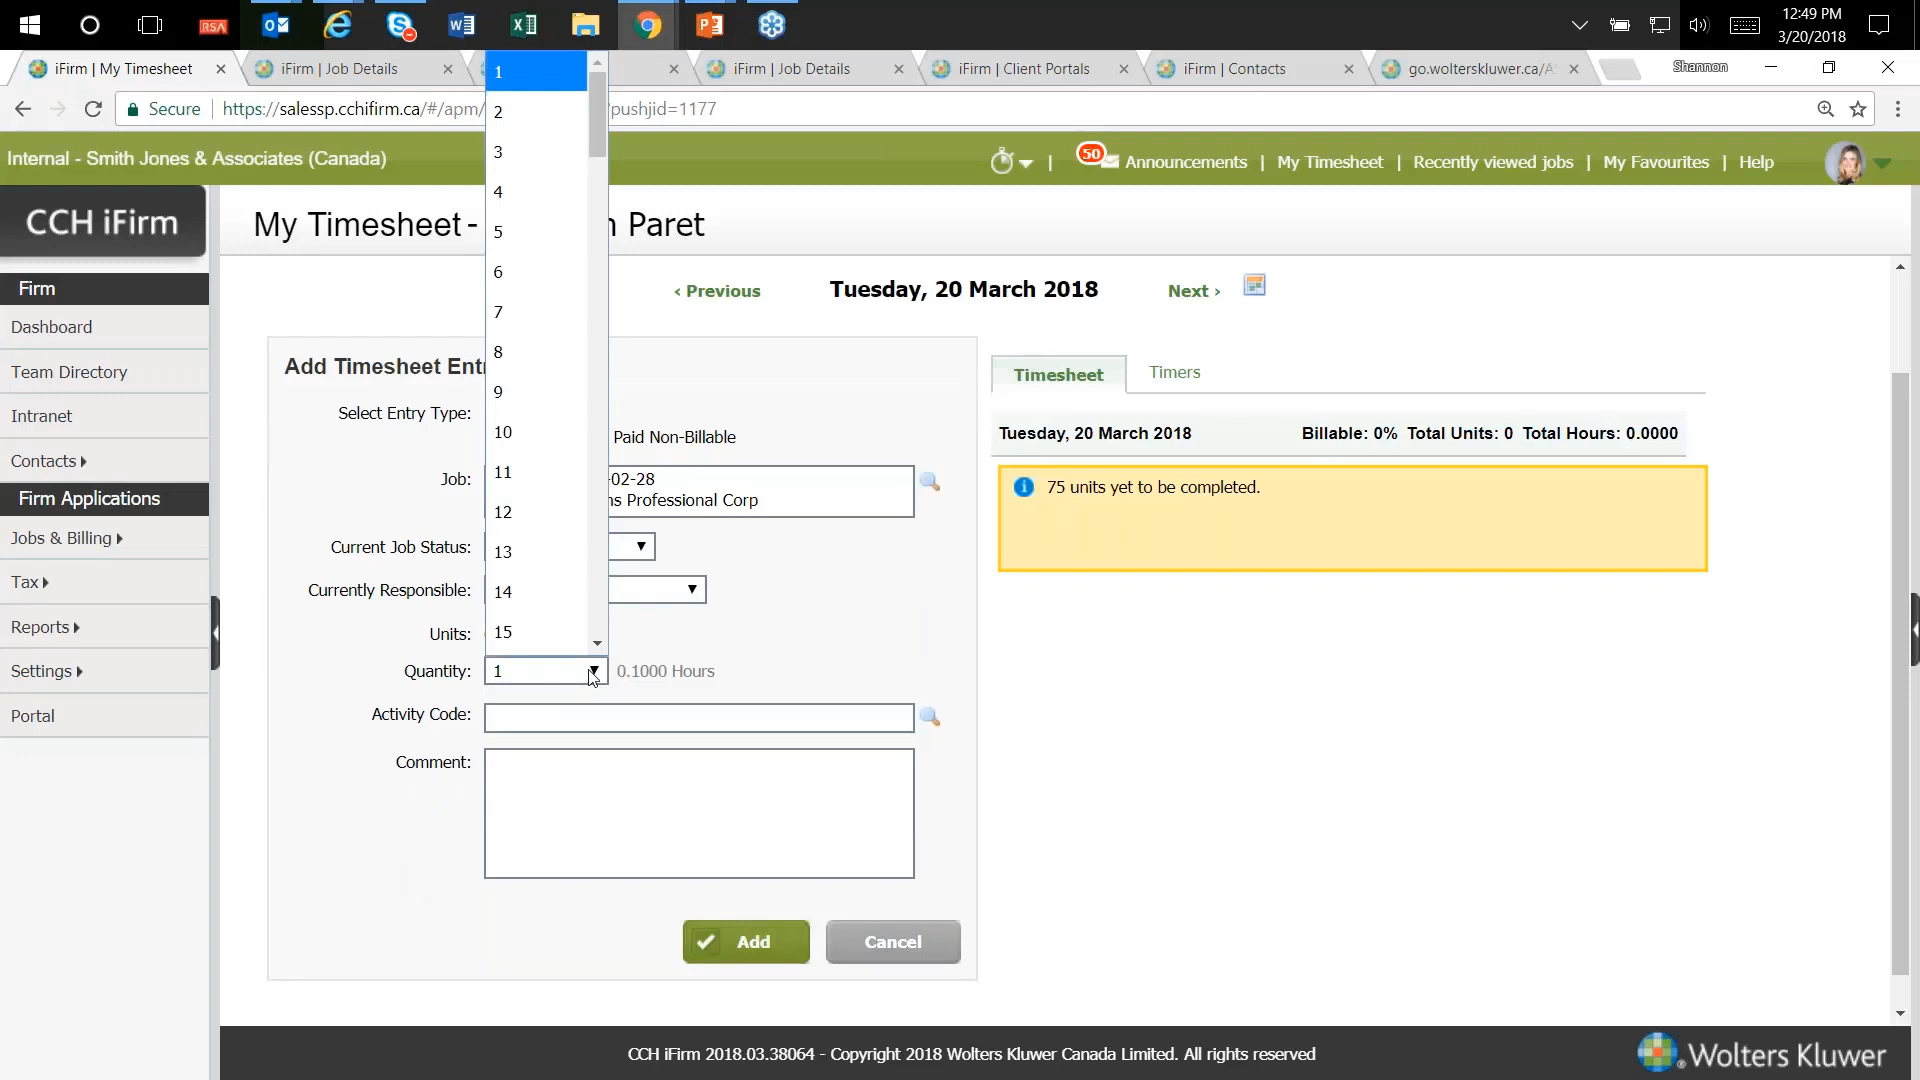 RSA
12:49 PM
3/20/2018
iFirm | My Timesheet
iFirm | Job Details
iFirm | Job Details
iFirm | Client Portals
iFirm | Contacts
go.wolterskluwer.ca/A
Shannon
Secure
https://salessp.cchifirm.ca/#/apm/
?pushjid=1177
Internal - Smith Jones & Associates (Canada)
50
Announcements | My Timesheet | Recently viewed jobs | My Favourites | Help
CCH iFirm
Firm
Dashboard
Team Directory
Intranet
Contacts
Firm Applications
Jobs & Billing
Tax
Reports
Settings
Portal
My Timesheet -
n Paret
‹ Previous
Tuesday, 20 March 2018
Next ›
Add Timesheet Ent
Select Entry Type:
Paid Non-Billable
Job:
-02-28
ns Professional Corp
Current Job Status:
Currently Responsible:
Units:
Quantity:
1
0.1000 Hours
Activity Code:
Comment:
1
2
3
4
5
6
7
8
9
10
11
12
13
14
15
Add
Cancel
Timesheet
Timers
Tuesday, 20 March 2018
Billable: 0% Total Units: 0 Total Hours: 0.0000
75 units yet to be completed.
CCH iFirm 2018.03.38064 - Copyright 2018 Wolters Kluwer Canada Limited. All rights reserved
Wolters Kluwer